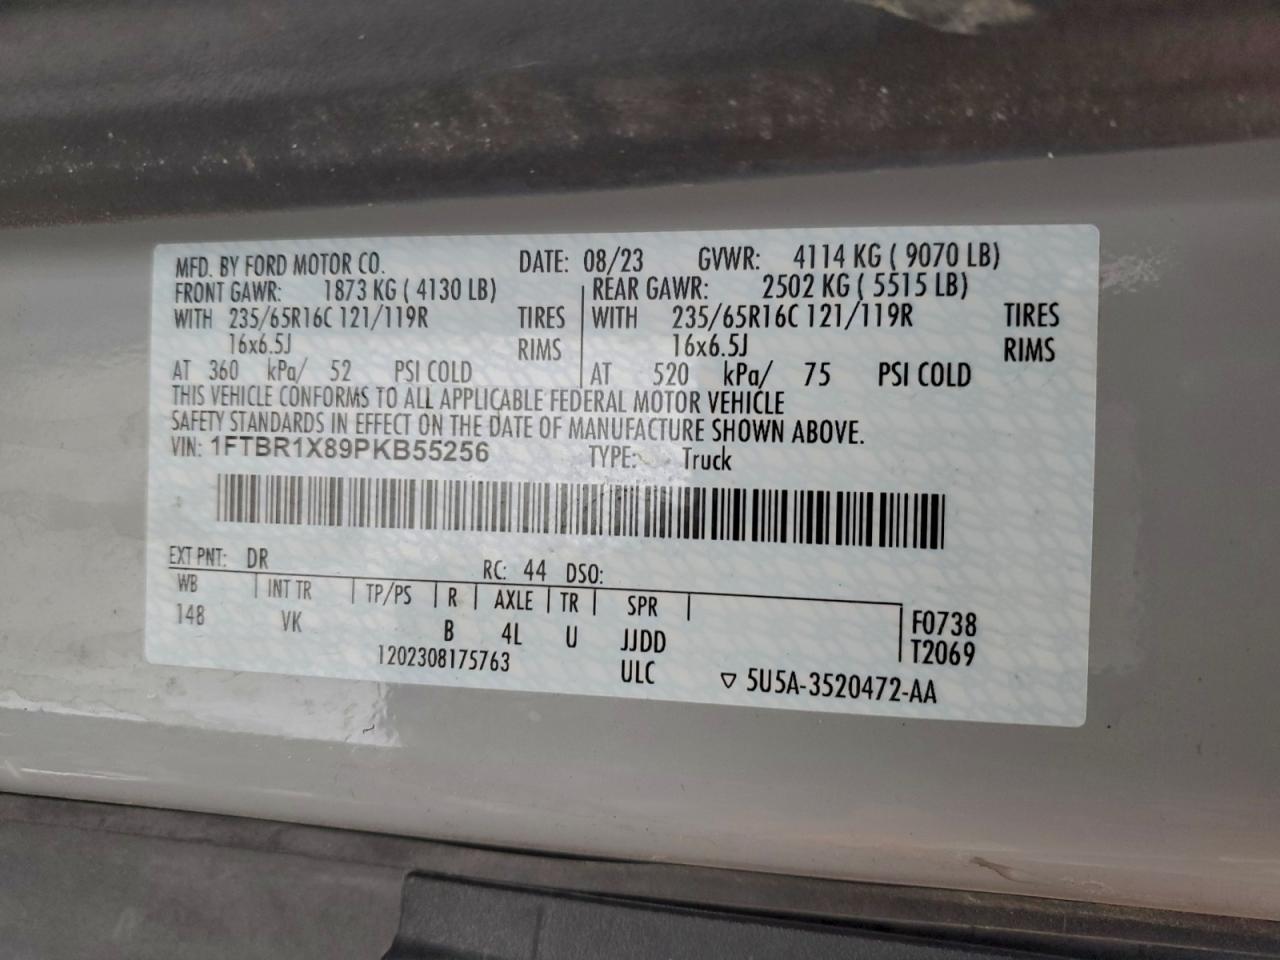 MFD. BY FORD MOTOR CO. DATE: 08/23 GVWR: 4114 KG ( 9070 LB)
FRONT GAWR: 1873 KG ( 4130 LB) REAR GAWR: 2502 KG ( 5515 LB)
WITH 235/65R16C 121/119R TIRES WITH 235/65R16C 121/119R TIRES
16x6.5J RIMS 16x6.5J RIMS
AT 360 kPa/ 52 PSI COLD AT 520 kPa/ 75 PSI COLD
THIS VEHICLE CONFORMS TO ALL APPLICABLE FEDERAL MOTOR VEHICLE
SAFETY STANDARDS IN EFFECT ON THE DATE OF MANUFACTURE SHOWN ABOVE.
VIN: 1FTBR1X89PKB55256 TYPE: Truck
EXT PNT: DR RC: 44 DSO:
WB INT TR TP/PS R AXLE TR SPR F0738
148 VK B 4L U JJDD T2069
1202308175763 ULC ▽ 5U5A-3520472-AA